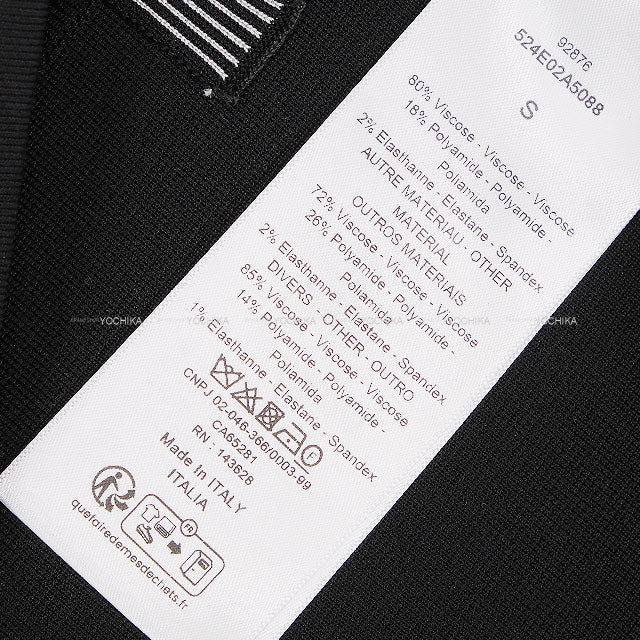 92876
524E02A5088
S
80% Viscose - Viscose - Viscose
18% Polyamide - Polyamide -
Poliamida
2% Elasthanne - Elastane - Spandex
AUTRE MATERIAU - OTHER
MATERIAL
OUTROS MATERIAIS
72% Viscose - Viscose - Viscose
26% Polyamide - Polyamide -
Poliamida
2% Elasthanne - Elastane - Spandex
DIVERS - OTHER - OUTRO
85% Viscose - Viscose - Viscose
14% Polyamide - Polyamide -
Poliamida
1% Elasthanne - Elastane - Spandex
F
CNPJ 02-046-366/0003-99
CA65281
RN : 143628
Made In ITALY
ITALIA
FR
quefairedemesdechets.fr
YOCHIKA
YOCHIKA